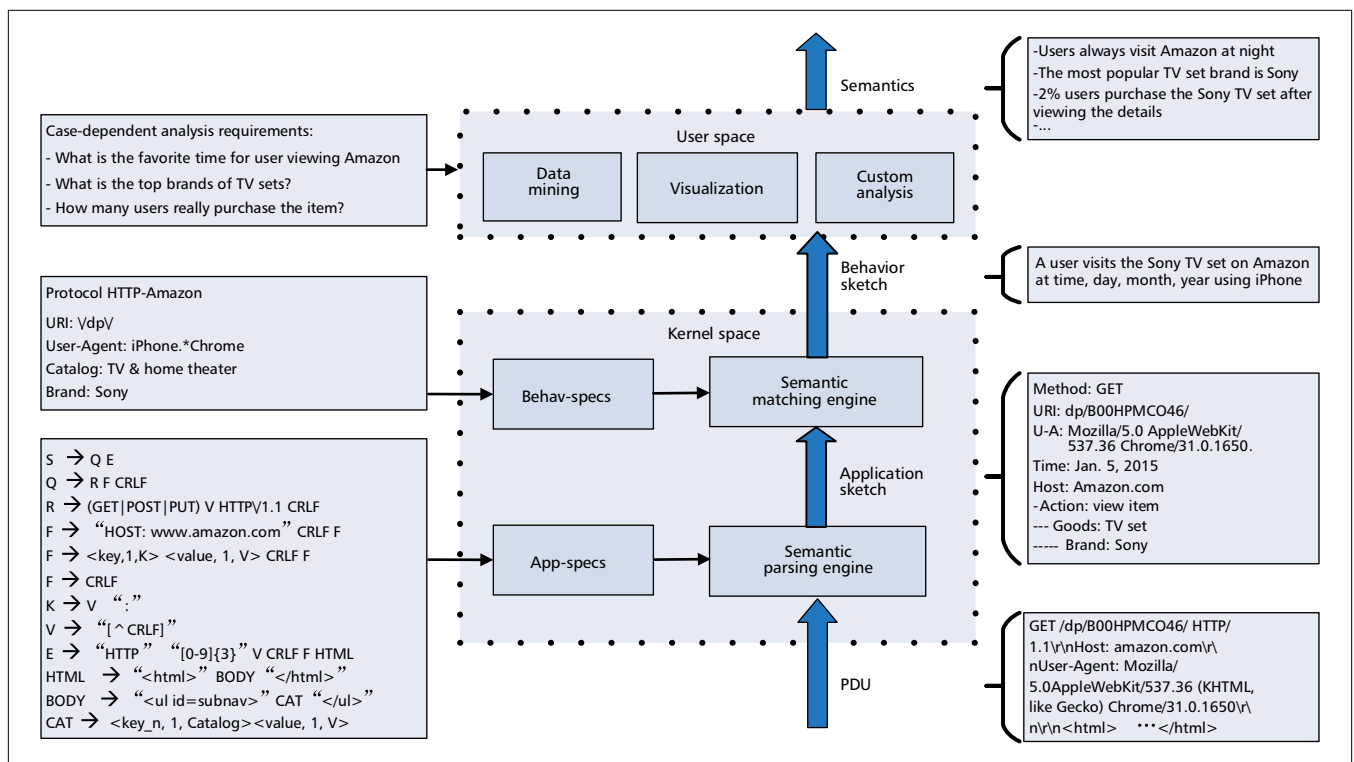 Semantics
-Users always visit Amazon at night
-The most popular TV set brand is Sony
-2% users purchase the Sony TV set after
viewing the details
-...
Case-dependent analysis requirements:
- What is the favorite time for user viewing Amazon
- What is the top brands of TV sets?
- How many users really purchase the item?
User space
Data
mining
Visualization
Custom
analysis
Behavior
sketch
A user visits the Sony TV set on Amazon
at time, day, month, year using iPhone
Protocol HTTP-Amazon
URI: \/dp\/
User-Agent: iPhone.*Chrome
Catalog: TV & home theater
Brand: Sony
Kernel space
Behav-specs
Semantic
matching engine
Application
sketch
App-specs
Semantic
parsing engine
PDU
Method: GET
URI: dp/B00HPMCO46/
U-A: Mozilla/5.0 AppleWebKit/
537.36 Chrome/31.0.1650.
Time: Jan. 5, 2015
Host: Amazon.com
-Action: view item
--- Goods: TV set
----- Brand: Sony
S → Q E
Q → R F CRLF
R → (GET|POST|PUT) V HTTP\/1.1 CRLF
F → “HOST: www.amazon.com” CRLF F
F → <key,1,K> <value, 1, V> CRLF F
F → CRLF
K → V “:”
V → “[^CRLF]”
E → “HTTP” “[0-9]{3}” V CRLF F HTML
HTML → “<html>” BODY “</html>”
BODY → “<ul id=subnav>” CAT “</ul>”
CAT → <key_n, 1, Catalog><value, 1, V>
GET /dp/B00HPMCO46/ HTTP/
1.1\r\nHost: amazon.com\r\
nUser-Agent: Mozilla/
5.0AppleWebKit/537.36 (KHTML,
like Gecko) Chrome/31.0.1650\r\
n\r\n<html> ···</html>